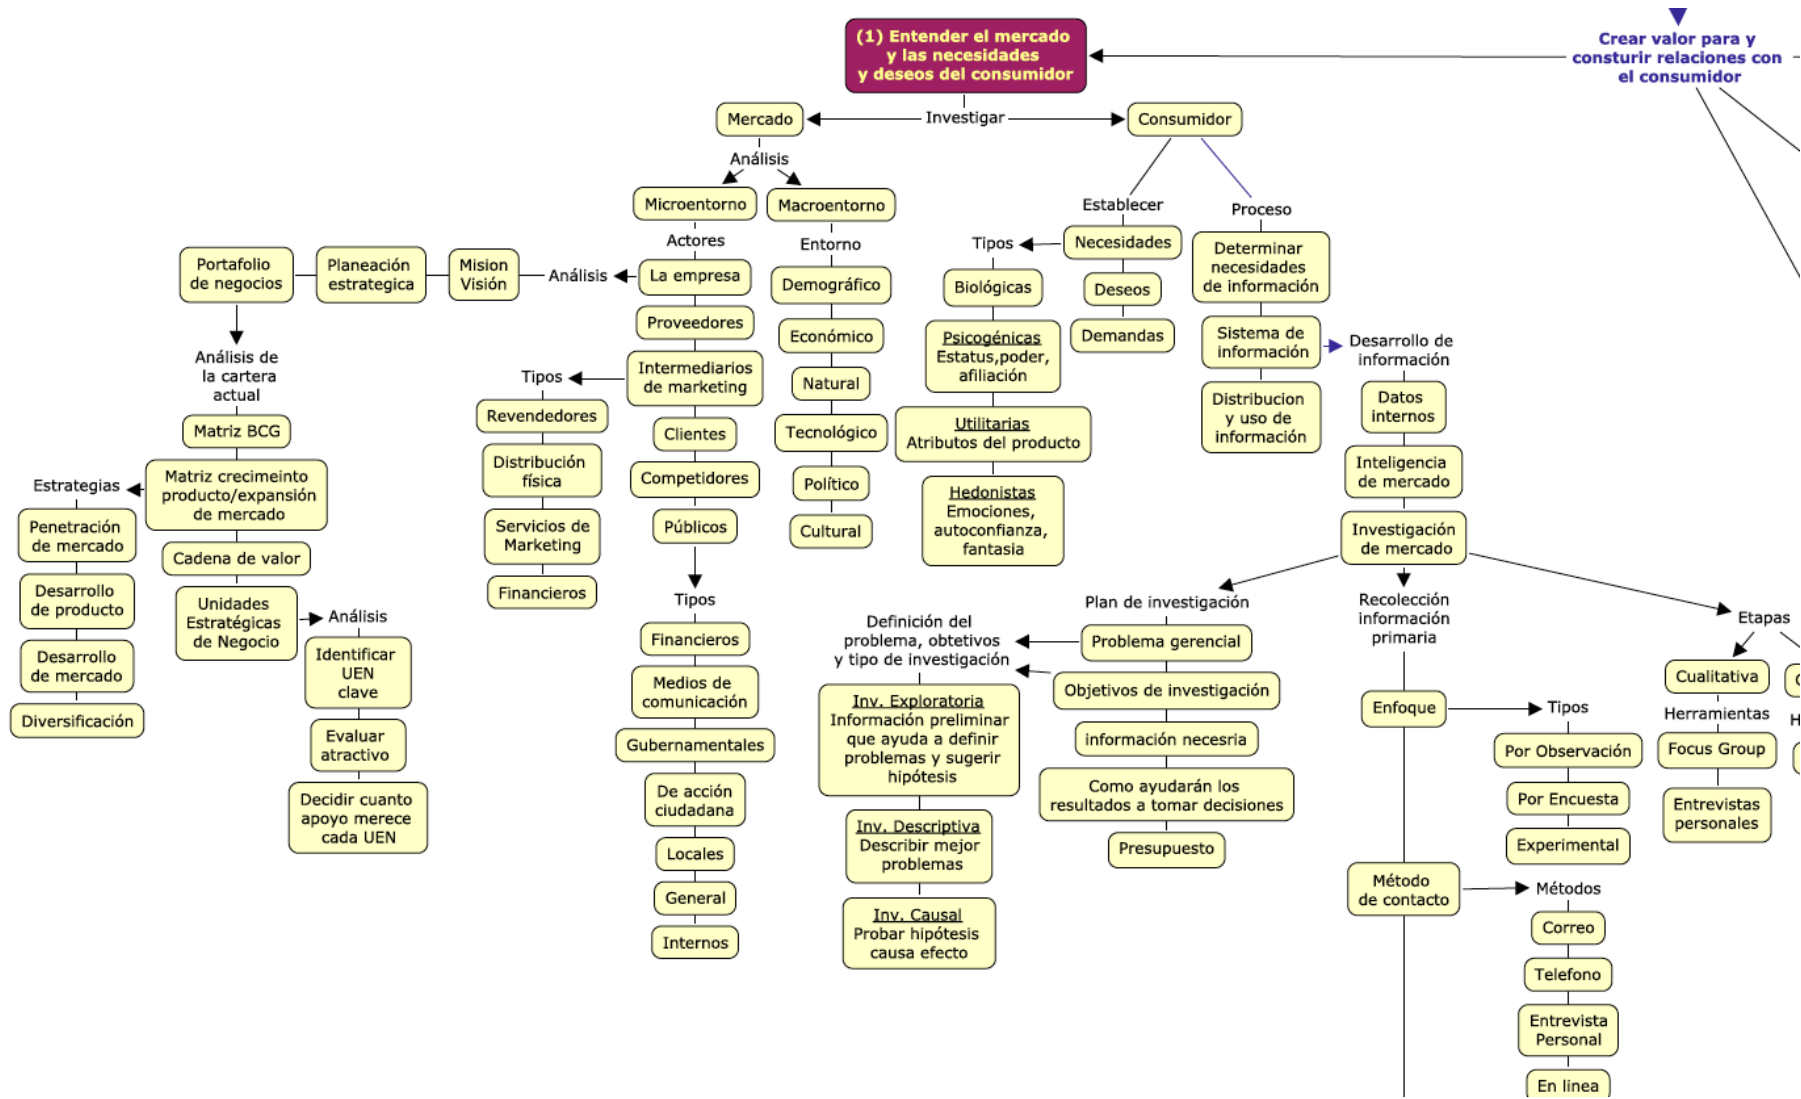 (1) Entender el mercado
y las necesidades
y deseos del consumidor
Crear valor para y
consturir relaciones con
el consumidor
Investigar
Mercado
Consumidor
Análisis
Microentorno
Macroentorno
Actores
La empresa
Proveedores
Intermediarios
de marketing
Clientes
Competidores
Públicos
Tipos
Financieros
Medios de
comunicación
Gubernamentales
De acción
ciudadana
Locales
General
Internos
Análisis
Mision
Visión
Planeación
estrategica
Portafolio
de negocios
Análisis de
la cartera
actual
Matriz BCG
Matriz crecimeinto
producto/expansión
de mercado
Cadena de valor
Unidades
Estratégicas
de Negocio
Estrategias
Penetración
de mercado
Desarrollo
de producto
Desarrollo
de mercado
Diversificación
Análisis
Identificar
UEN
clave
Evaluar
atractivo
Decidir cuanto
apoyo merece
cada UEN
Tipos
Revendedores
Distribución
física
Servicios de
Marketing
Financieros
Entorno
Demográfico
Económico
Natural
Tecnológico
Político
Cultural
Establecer
Necesidades
Deseos
Demandas
Tipos
Biológicas
Psicogénicas
Estatus,poder,
afiliación
Utilitarias
Atributos del producto
Hedonistas
Emociones,
autoconfianza,
fantasia
Proceso
Determinar
necesidades
de información
Sistema de
información
Distribucion
y uso de
información
Desarrollo de
información
Datos
internos
Inteligencia
de mercado
Investigación
de mercado
Plan de investigación
Problema gerencial
Objetivos de investigación
información necesria
Como ayudarán los
resultados a tomar decisiones
Presupuesto
Definición del
problema, obtetivos
y tipo de investigación
Inv. Exploratoria
Información preliminar
que ayuda a definir
problemas y sugerir
hipótesis
Inv. Descriptiva
Describir mejor
problemas
Inv. Causal
Probar hipótesis
causa efecto
Recolección
información
primaria
Enfoque
Tipos
Por Observación
Por Encuesta
Experimental
Método
de contacto
Métodos
Correo
Telefono
Entrevista
Personal
En linea
Etapas
Cualitativa
Herramientas
Focus Group
Entrevistas
personales